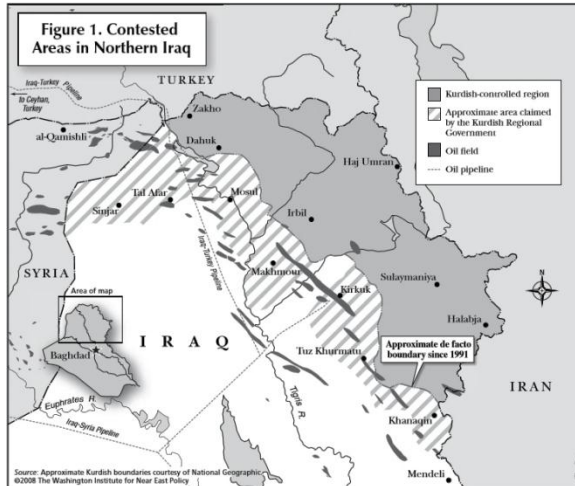 Figure 1. Contested
Areas in Northern Iraq
TURKEY
Iraq-Turkey
Pipeline
to Ceyhan,
Turkey
Zakho
al-Qamishli
Dahuk
Haj Umran
Tal Afar
Mosul
Sinjar
Irbil
Iraq-Turkey Pipeline
SYRIA
Makhmour
Kirkuk
Sulaymaniya
Halabja
Area of map
IRAQ
Baghdad
Tuz Khurmatu
Approximate de facto
boundary since 1991
IRAN
Euphrates R.
Tigris R.
Khanaqin
Iraq-Syria Pipeline
Mendeli
Kurdish-controlled region
Approximate area claimed
by the Kurdish Regional
Government
Oil field
Oil pipeline
N
Source: Approximate Kurdish boundaries courtesy of National Geographic
©2008 The Washington Institute for Near East Policy